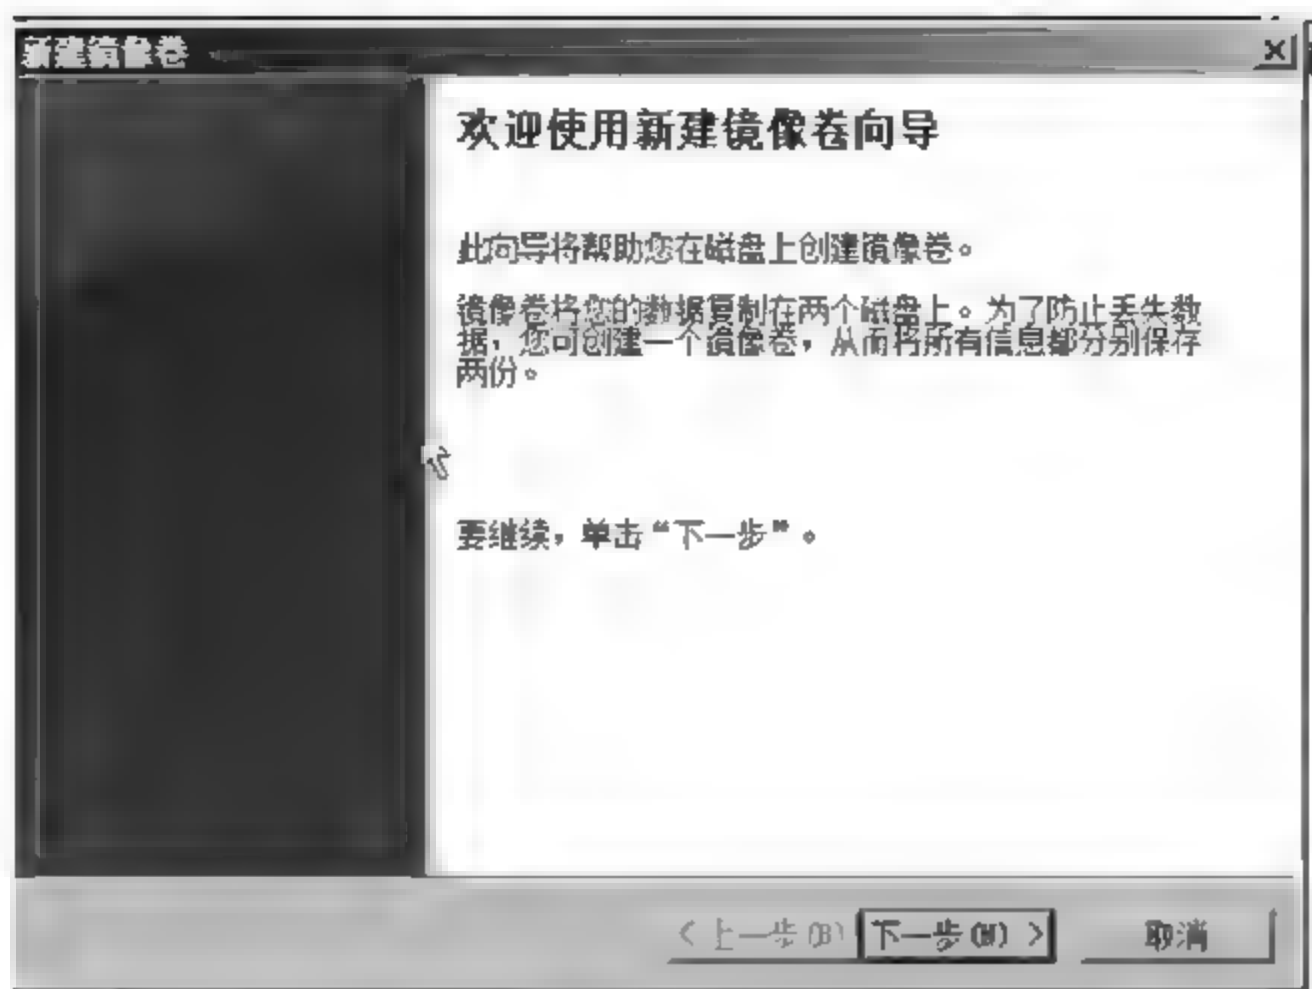 新建镜像卷
欢迎使用新建镜像卷向导
此向导将帮助您在磁盘上创建镜像卷。
镜像卷将您的数据复制在两个磁盘上。为了防止丢失数
据，您可创建一个镜像卷，从而将所有信息都分别保存
两份。
要继续，单击“下一步”。
< 上一步(B) 下一步(N) > 取消